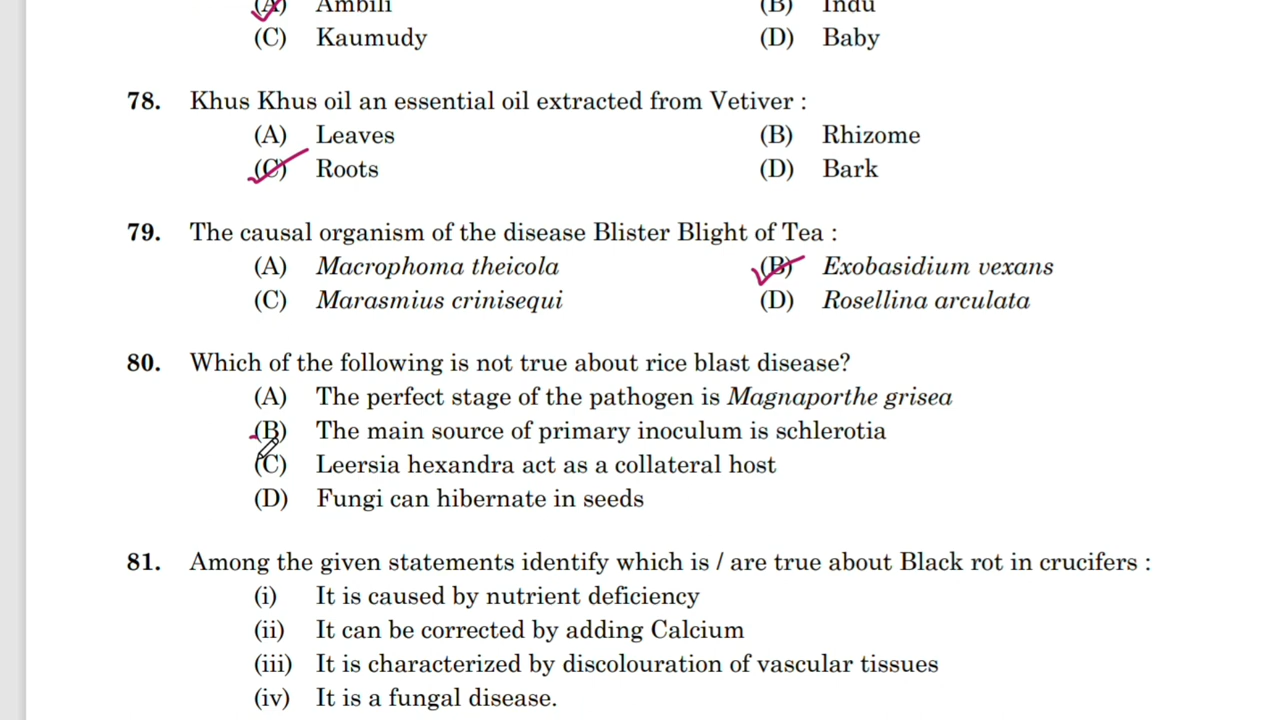 (A) Ambili (B) Indu
(C) Kaumudy (D) Baby
78. Khus Khus oil an essential oil extracted from Vetiver :
(A) Leaves (B) Rhizome
(C) Roots (D) Bark
79. The causal organism of the disease Blister Blight of Tea :
(A) Macrophoma theicola (B) Exobasidium vexans
(C) Marasmius crinisequi (D) Rosellina arculata
80. Which of the following is not true about rice blast disease?
(A) The perfect stage of the pathogen is Magnaporthe grisea
(B) The main source of primary inoculum is schlerotia
(C) Leersia hexandra act as a collateral host
(D) Fungi can hibernate in seeds
81. Among the given statements identify which is / are true about Black rot in crucifers :
(i) It is caused by nutrient deficiency
(ii) It can be corrected by adding Calcium
(iii) It is characterized by discolouration of vascular tissues
(iv) It is a fungal disease.